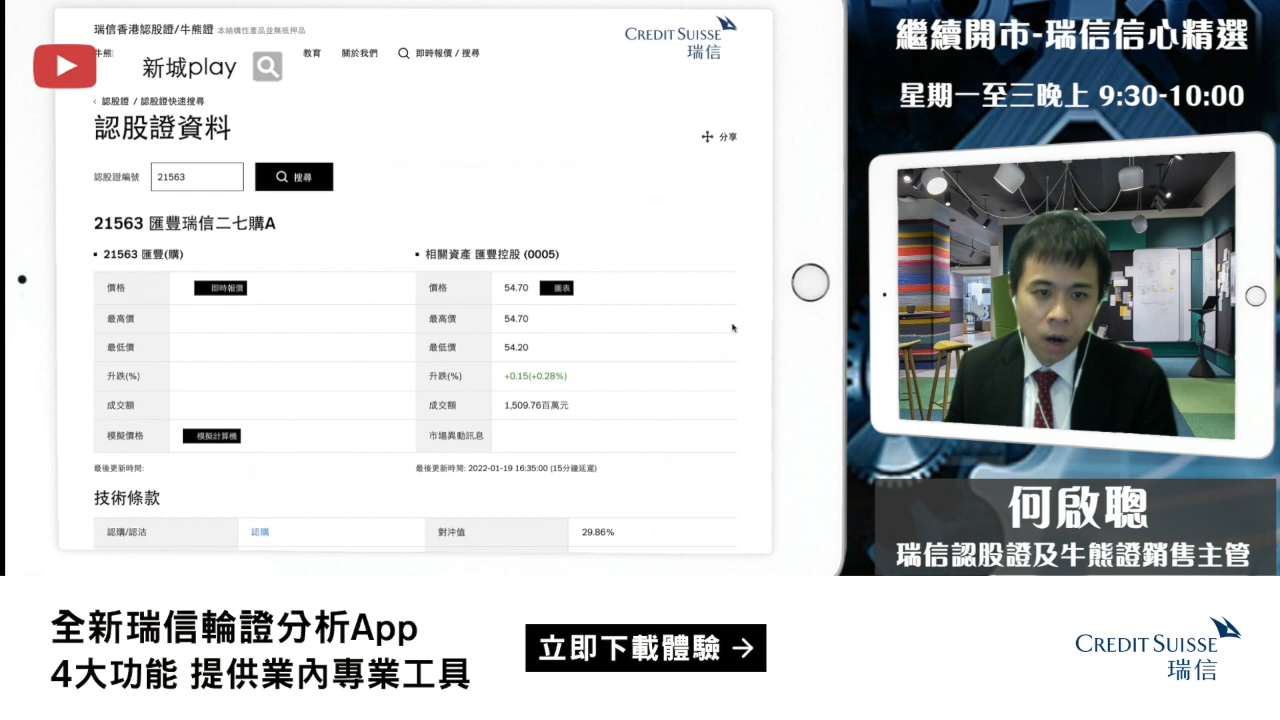 瑞信香港認股證/牛熊證 本結構性產品並無抵押品
CREDIT SUISSE
瑞信
牛熊
新城play
教育 關於我們 即時報價 / 搜尋
‹ 認股證 / 認股證快速搜尋
認股證資料
分享
認股證編號 21563 搜尋
21563 匯豐瑞信二七購A
▪ 21563 匯豐(購)
價格 即時報價
最高價
最低價
升跌(%)
成交額
模擬價格 模擬計算機
最後更新時間:
▪ 相關資產 匯豐控股 (0005)
價格 54.70 圖表
最高價 54.70
最低價 54.20
升跌(%) +0.15(+0.28%)
成交額 1,509.76百萬元
市場異動訊息
最後更新時間: 2022-01-19 16:35:00 (15分鐘延遲)
技術條款
認購/認沽 認購 對沖值 29.86%
繼續開市-瑞信信心精選
星期一至三晚上 9:30-10:00
何啟聰
瑞信認股證及牛熊證銷售主管
全新瑞信輪證分析App
4大功能 提供業內專業工具
立即下載體驗 →
CREDIT SUISSE
瑞信